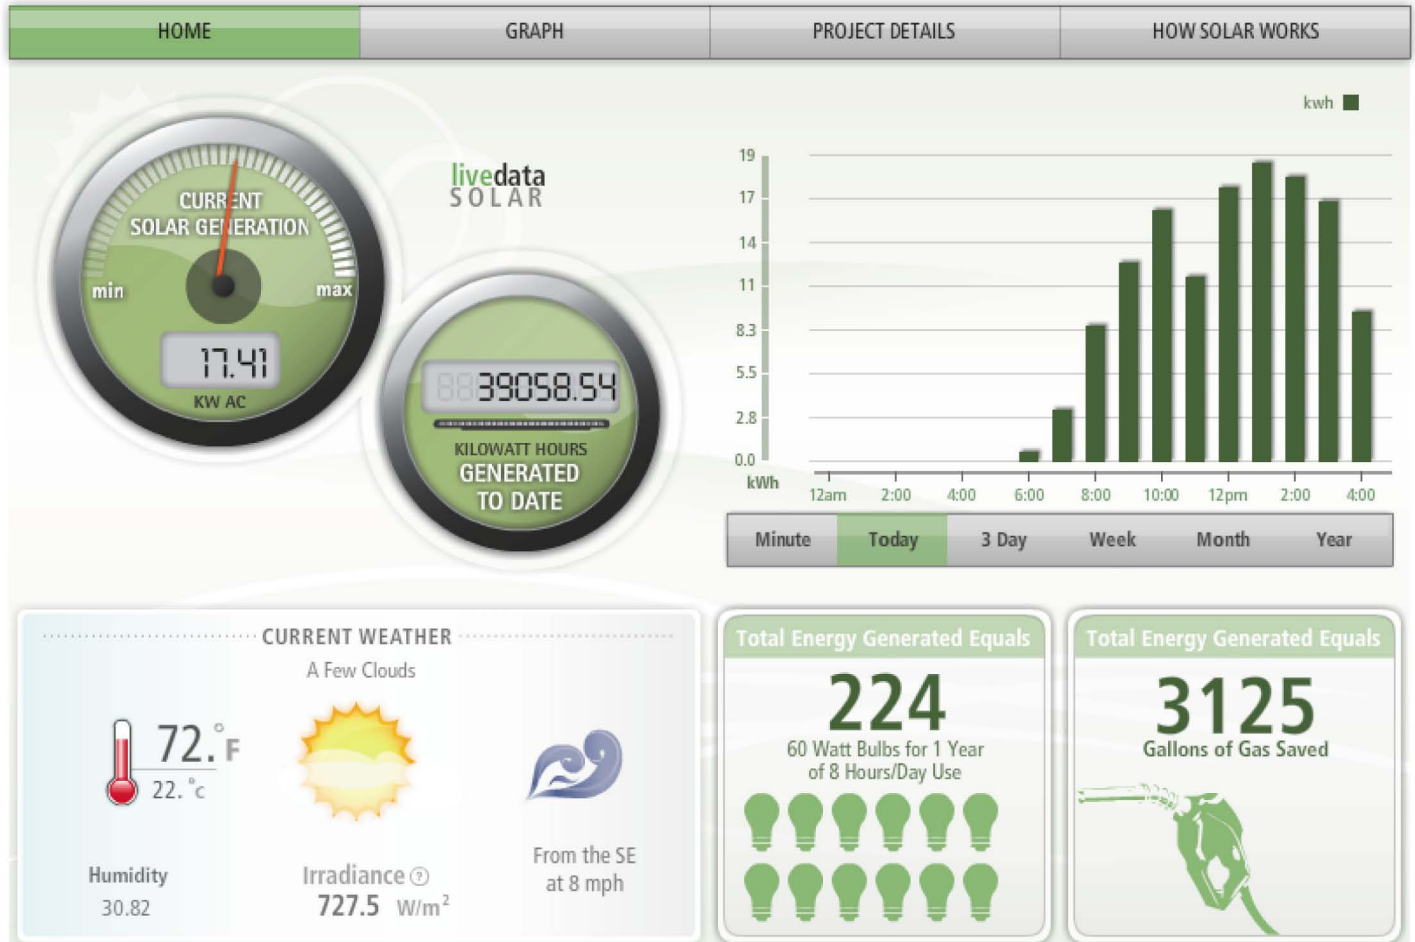 HOME
GRAPH
PROJECT DETAILS
HOW SOLAR WORKS
kwh
CURRENT
SOLAR GENERATION
min
max
17.41
KW AC
livedata
SOLAR
39058.54
KILOWATT HOURS
GENERATED
TO DATE
19
17
14
11
8.3
5.5
2.8
0.0
kWh
12am 2:00 4:00 6:00 8:00 10:00 12pm 2:00 4:00
Minute Today 3 Day Week Month Year
CURRENT WEATHER
A Few Clouds
72.°F
22.°c
Humidity
30.82
Irradiance ?
727.5 W/m²
From the SE
at 8 mph
Total Energy Generated Equals
224
60 Watt Bulbs for 1 Year
of 8 Hours/Day Use
Total Energy Generated Equals
3125
Gallons of Gas Saved